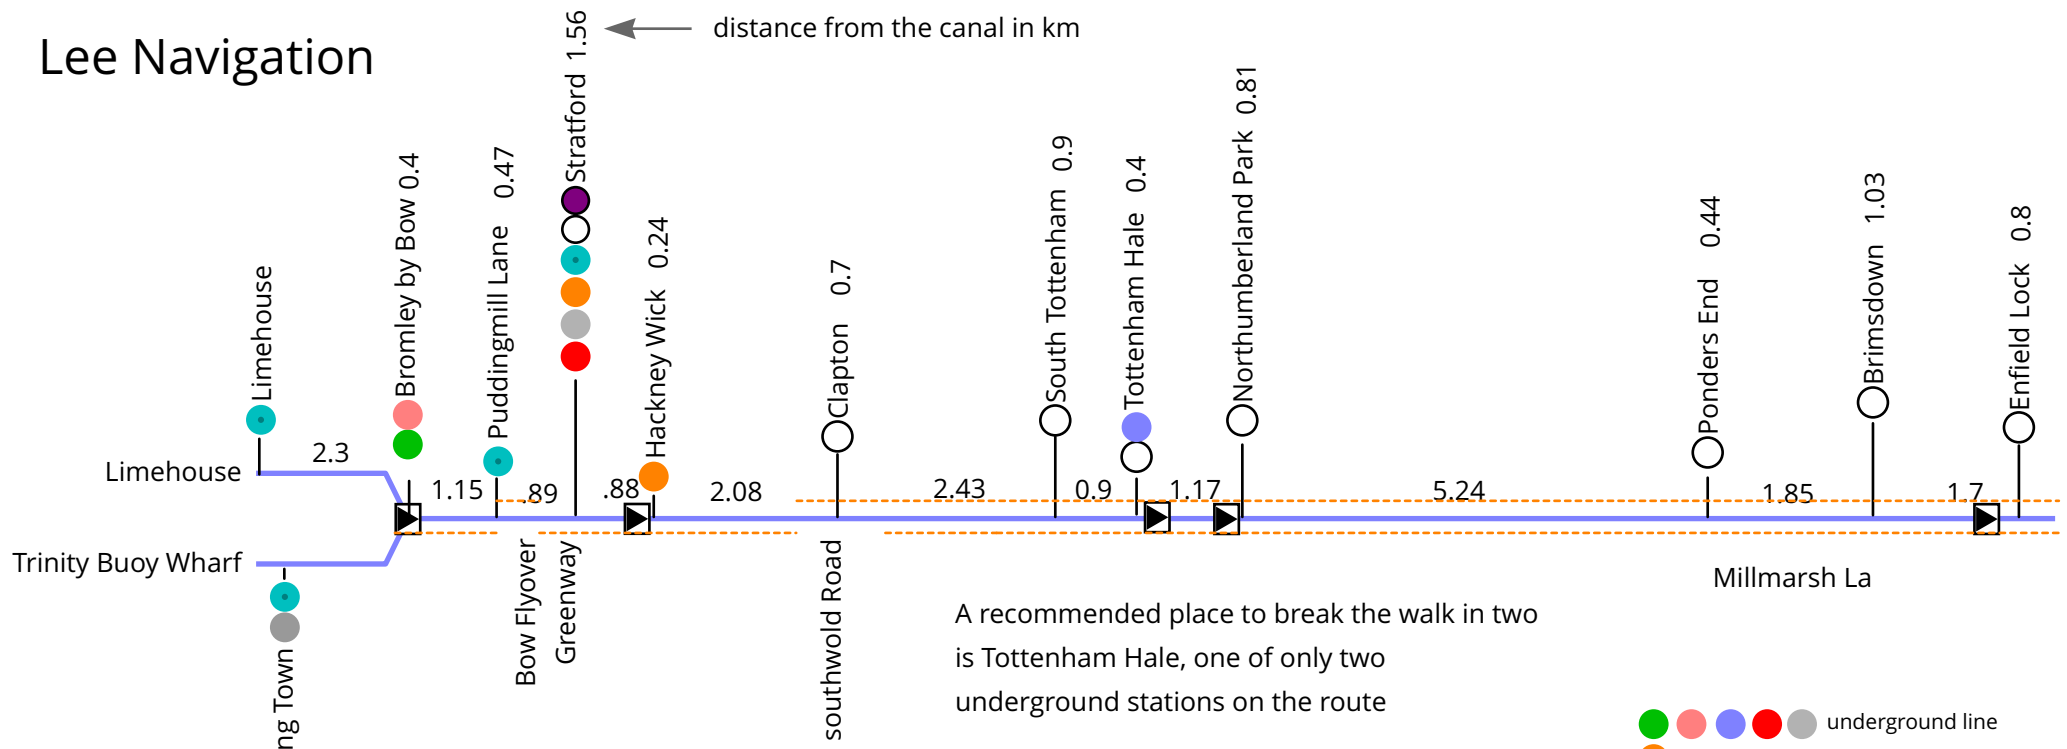 Lee Navigation
distance from the canal in km
Stratford 1.56
Northumberland Park 0.81
South Tottenham 0.9
Tottenham Hale 0.4
Puddingmill Lane 0.47
Bromley by Bow 0.4
Brimsdown 1.03
Ponders End 0.44
Enfield Lock 0.8
Hackney Wick 0.24
Clapton 0.7
Limehouse
Limehouse
2.3
1.15
.89
.88
2.08
2.43
0.9
1.17
5.24
1.85
1.7
Trinity Buoy Wharf
Bow Flyover
Greenway
southwold Road
Millmarsh La
ng Town
A recommended place to break the walk in two
is Tottenham Hale, one of only two
underground stations on the route
underground line